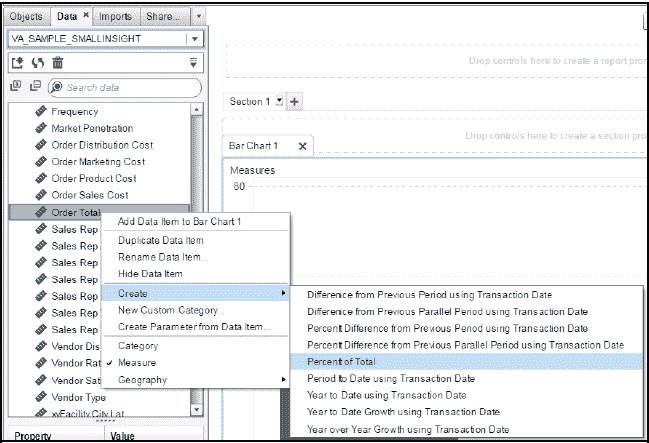 Objects Data × Imports Share...
VA_SAMPLE_SMALLINSIGHT
Search data
Frequency
Market Penetration
Order Distribution Cost
Order Marketing Cost
Order Product Cost
Order Sales Cost
Order Total
Sales Rep
Sales Rep
Sales Rep
Sales Rep
Sales Rep
Sales Rep
Sales Rep
Vendor Dis
Vendor Rat
Vendor Sat
Vendor Type
xyFacility City Lat
Property Value
Drop controls here to create a report pro
Section 1
Drop controls here to create a section pro
Bar Chart 1
Measures
80
Add Data Item to Bar Chart 1
Duplicate Data Item
Rename Data Item...
Hide Data Item
Create
New Custom Category...
Create Parameter from Data Item...
Category
✓ Measure
Geography
Difference from Previous Period using Transaction Date
Difference from Previous Parallel Period using Transaction Date
Percent Difference from Previous Period using Transaction Date
Percent Difference from Previous Parallel Period using Transaction Date
Percent of Total
Period to Date using Transaction Date
Year to Date using Transaction Date
Year to Date Growth using Transaction Date
Year over Year Growth using Transaction Date